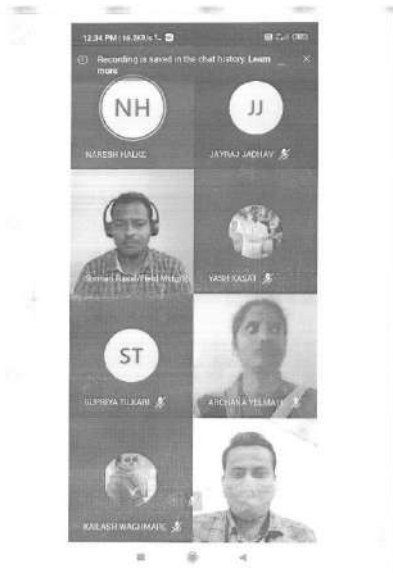 12:34 PM
Recording is saved in the chat history. Learn
more
NH
JJ
NARESH HALKE
JAYRAJ JADHAV
YASH KASAT
ST
SUPRIYA TILKARI
ARCHANA
KAILASH WAGHMARE